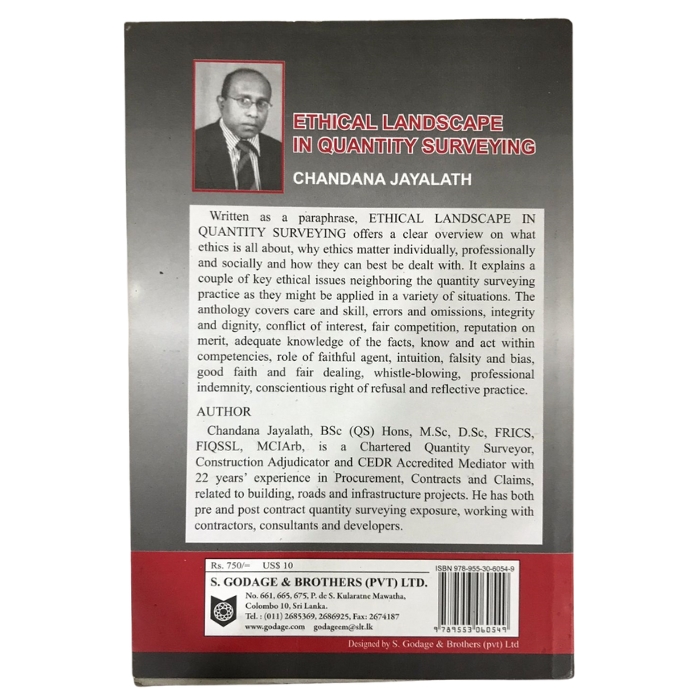 ETHICAL LANDSCAPE
IN QUANTITY SURVEYING
CHANDANA JAYALATH
Written as a paraphrase, ETHICAL LANDSCAPE IN
QUANTITY SURVEYING offers a clear overview on what
ethics is all about, why ethics matter individually, professionally
and socially and how they can best be dealt with. It explains a
couple of key ethical issues neighboring the quantity surveying
practice as they might be applied in a variety of situations. The
anthology covers care and skill, errors and omissions, integrity
and dignity, conflict of interest, fair competition, reputation on
merit, adequate knowledge of the facts, know and act within
competencies, role of faithful agent, intuition, falsity and bias,
good faith and fair dealing, whistle-blowing, professional
indemnity, conscientious right of refusal and reflective practice.
AUTHOR
Chandana Jayalath, BSc (QS) Hons, M.Sc, D.Sc, FRICS,
FIQSSL, MCIArb, is a Chartered Quantity Surveyor,
Construction Adjudicator and CEDR Accredited Mediator with
22 years' experience in Procurement, Contracts and Claims,
related to building, roads and infrastructure projects. He has both
pre and post contract quantity surveying exposure, working with
contractors, consultants and developers.
Rs. 750/= US$ 10
S. GODAGE & BROTHERS (PVT) LTD.
No. 661, 665, 675, P. de S. Kularatne Mawatha,
Colombo 10, Sri Lanka.
Tel. : (011) 2685369, 2686925, Fax: 2674187
www.godage.com godageem@slt.lk
ISBN 978-955-30-6054-9
9 789553 060549
Designed by S. Godage & Brothers (pvt) Ltd